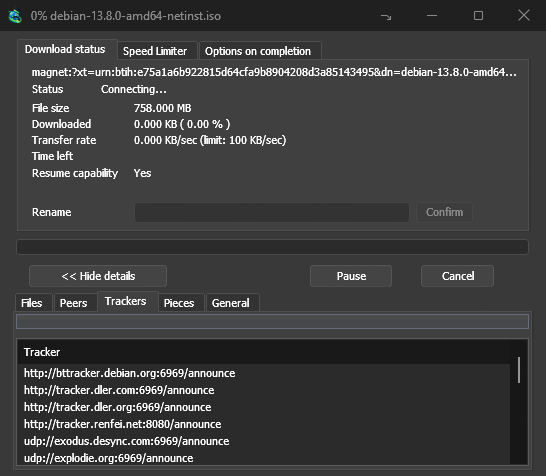 0% debian-13.8.0-amd64-netinst.iso
Download status Speed Limiter Options on completion
magnet:?xt=urn:btih:e75a1a6b922815d64cfa9b8904208d3a85143495&dn=debian-13.8.0-amd64...
Status Connecting...
File size 758.000 MB
Downloaded 0.000 KB ( 0.00 % )
Transfer rate 0.000 KB/sec (limit: 100 KB/sec)
Time left
Resume capability Yes
Rename Confirm
<< Hide details Pause Cancel
Files Peers Trackers Pieces General
Tracker
http://bttracker.debian.org:6969/announce
http://tracker.dler.com:6969/announce
http://tracker.dler.org:6969/announce
http://tracker.renfei.net:8080/announce
udp://exodus.desync.com:6969/announce
udp://explodie.org:6969/announce